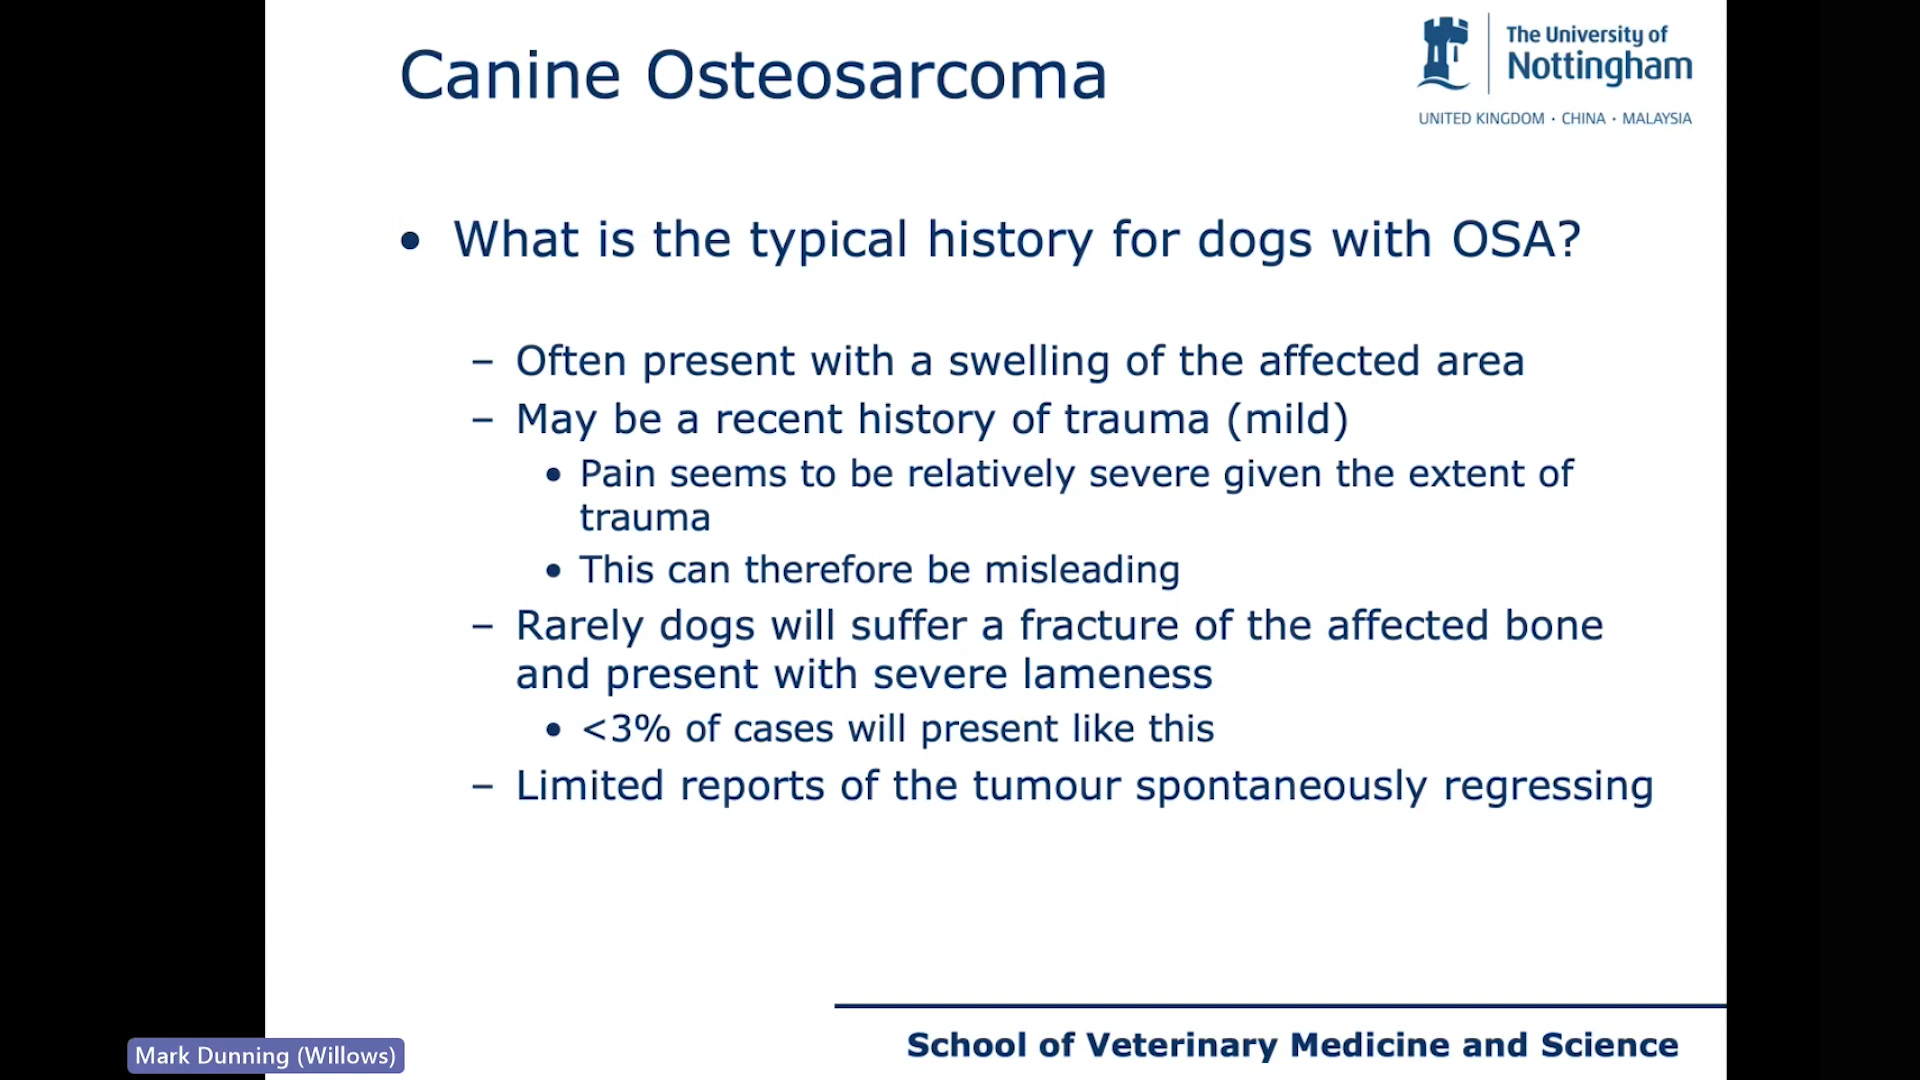 Canine Osteosarcoma
The University of
Nottingham
UNITED KINGDOM · CHINA · MALAYSIA
• What is the typical history for dogs with OSA?
– Often present with a swelling of the affected area
– May be a recent history of trauma (mild)
• Pain seems to be relatively severe given the extent of
trauma
• This can therefore be misleading
– Rarely dogs will suffer a fracture of the affected bone
and present with severe lameness
• <3% of cases will present like this
– Limited reports of the tumour spontaneously regressing
School of Veterinary Medicine and Science
Mark Dunning (Willows)